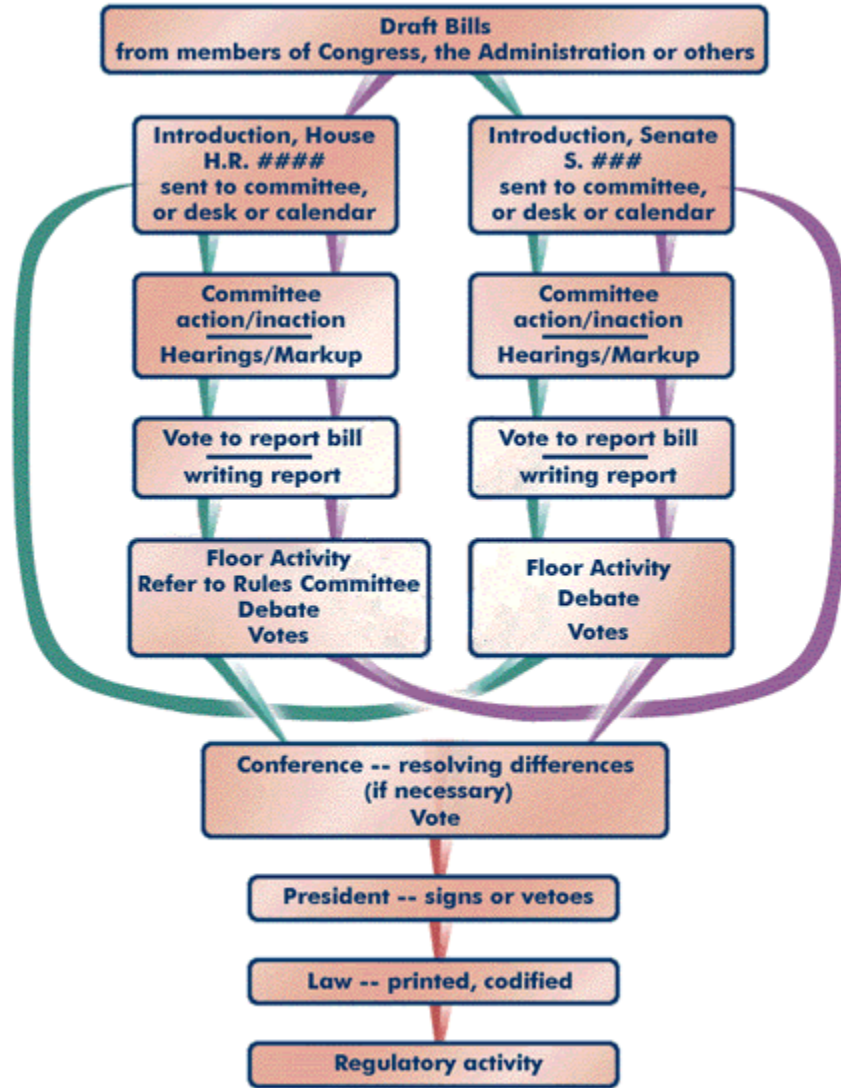 Draft Bills
from members of Congress, the Administration or others
Introduction, House
H.R. ####
sent to committee,
or desk or calendar
Introduction, Senate
S. ###
sent to committee,
or desk or calendar
Committee
action/inaction
Hearings/Markup
Committee
action/inaction
Hearings/Markup
Vote to report bill
writing report
Vote to report bill
writing report
Floor Activity
Refer to Rules Committee
Debate
Votes
Floor Activity
Debate
Votes
Conference -- resolving differences
(if necessary)
Vote
President -- signs or vetoes
Law -- printed, codified
Regulatory activity